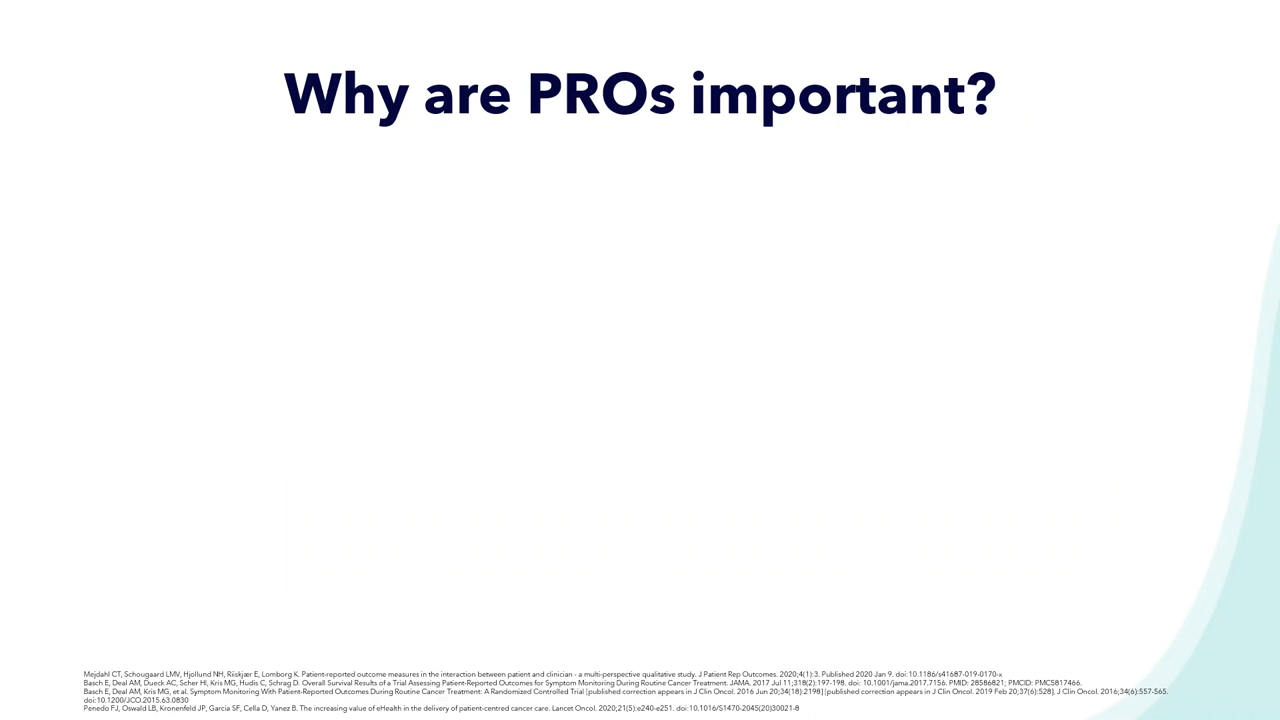 Why are PROs important?
Mejdahl CT, Schougaard LMV, Hjollund NH, Riiskjær E, Lomborg K. Patient-reported outcome measures in the interaction between patient and clinician - a multi-perspective qualitative study. J Patient Rep Outcomes. 2020;4(1):3. Published 2020 Jan 9. doi:10.1186/s41687-019-0170-x
Basch E, Deal AM, Dueck AC, Scher HI, Kris MG, Hudis C, Schrag D. Overall Survival Results of a Trial Assessing Patient-Reported Outcomes for Symptom Monitoring During Routine Cancer Treatment. JAMA. 2017 Jul 11;318(2):197-198. doi: 10.1001/jama.2017.7156. PMID: 28586821; PMCID: PMC5817466.
Basch E, Deal AM, Kris MG, et al. Symptom Monitoring With Patient-Reported Outcomes During Routine Cancer Treatment: A Randomized Controlled Trial [published correction appears in J Clin Oncol. 2016 Jun 20;34(18):2198] [published correction appears in J Clin Oncol. 2019 Feb 20;37(6):528]. J Clin Oncol. 2016;34(6):557-565.
doi:10.1200/JCO.2015.63.0830
Penedo FJ, Oswald LB, Kronenfeld JP, Garcia SF, Cella D, Yanez B. The increasing value of eHealth in the delivery of patient-centred cancer care. Lancet Oncol. 2020;21(5):e240-e251. doi:10.1016/S1470-2045(20)30021-8